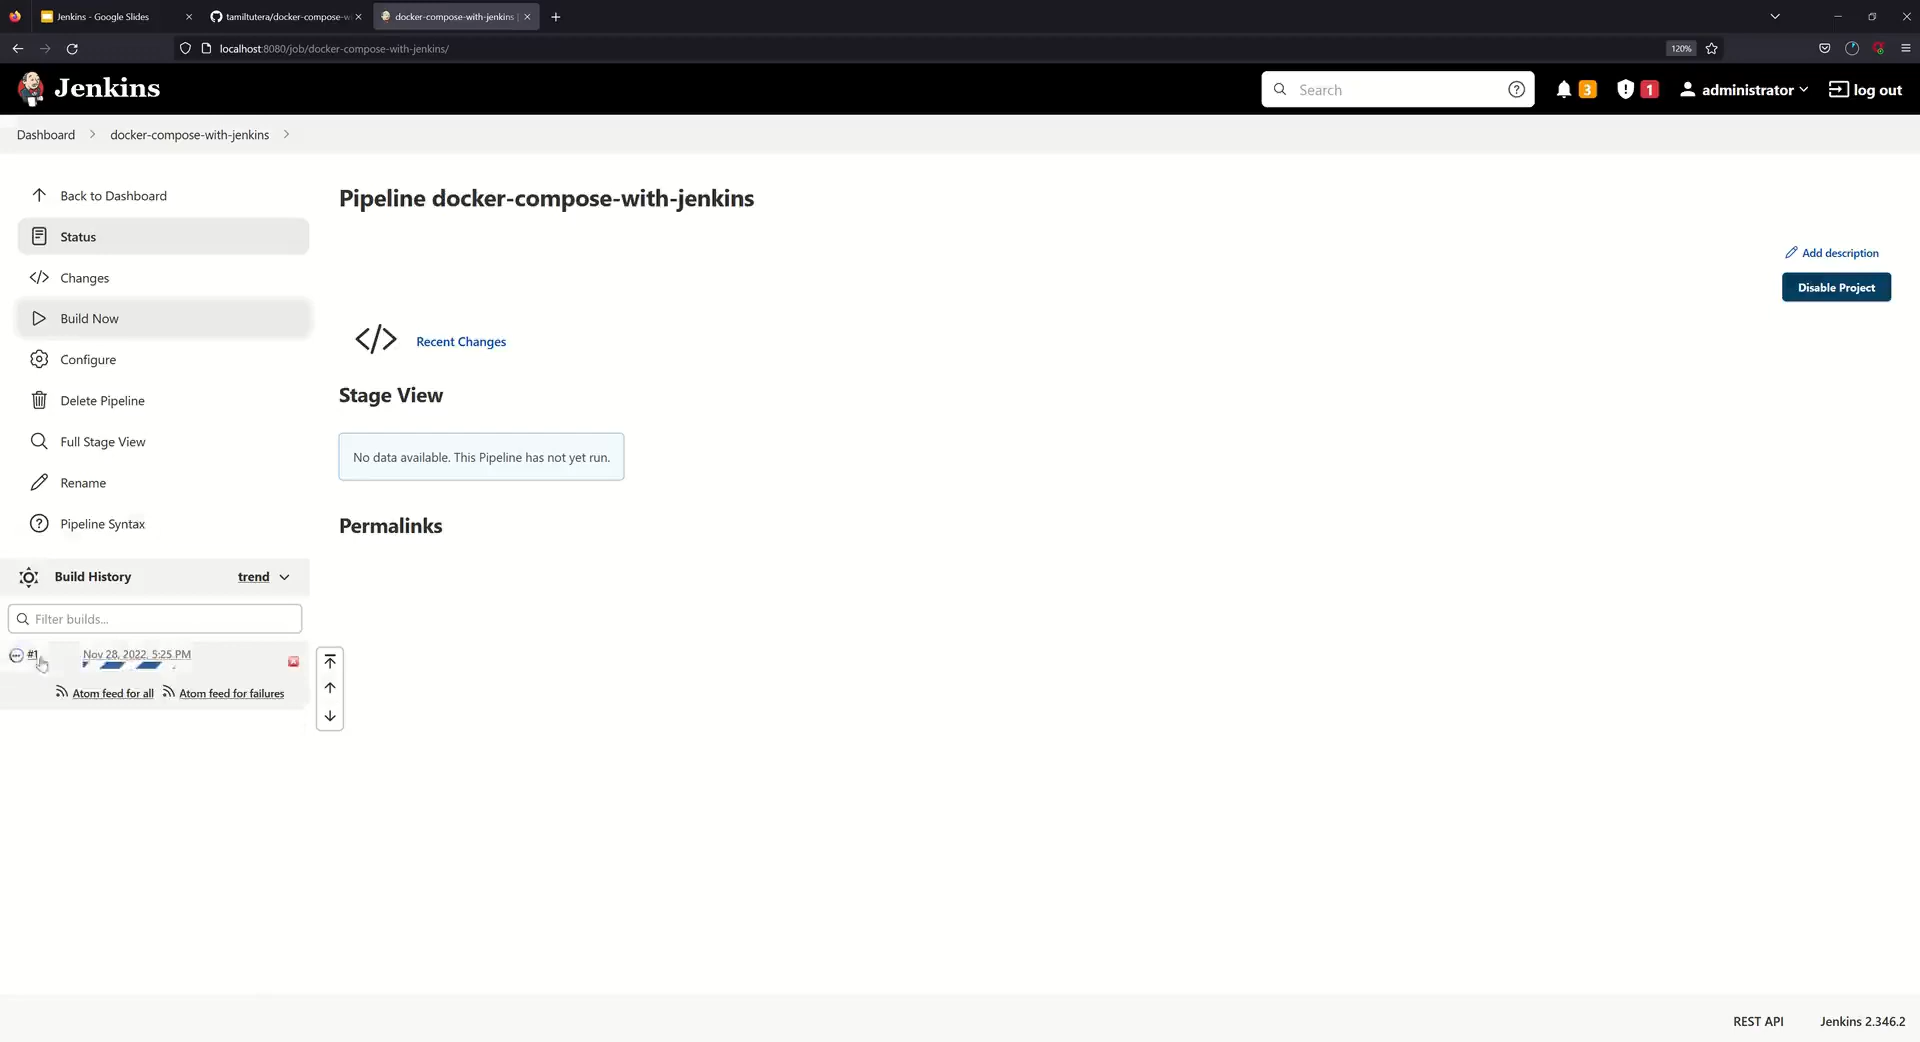 Jenkins - Google Slides
tamiltutera/docker-compose-wi
docker-compose-with-jenkins
localhost:8080/job/docker-compose-with-jenkins/
120%
Jenkins
Search
3
1
administrator
log out
Dashboard
docker-compose-with-jenkins
Back to Dashboard
Status
Changes
Build Now
Configure
Delete Pipeline
Full Stage View
Rename
Pipeline Syntax
Build History
trend
Filter builds...
#1
Nov 28, 2022, 5:25 PM
Atom feed for all
Atom feed for failures
Pipeline docker-compose-with-jenkins
Add description
Disable Project
Recent Changes
Stage View
No data available. This Pipeline has not yet run.
Permalinks
REST API
Jenkins 2.346.2